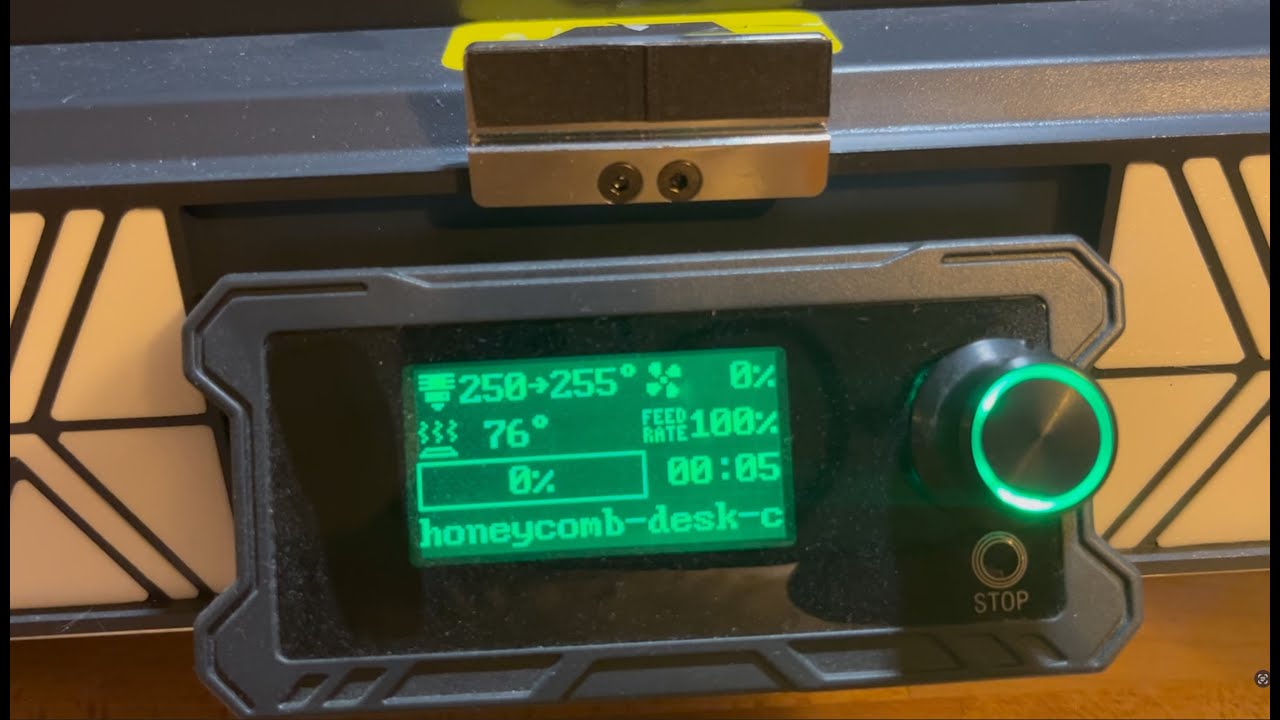 250→255° 0%
76° FEED RATE 100%
0% 00:05
honeycomb-desk-c
STOP